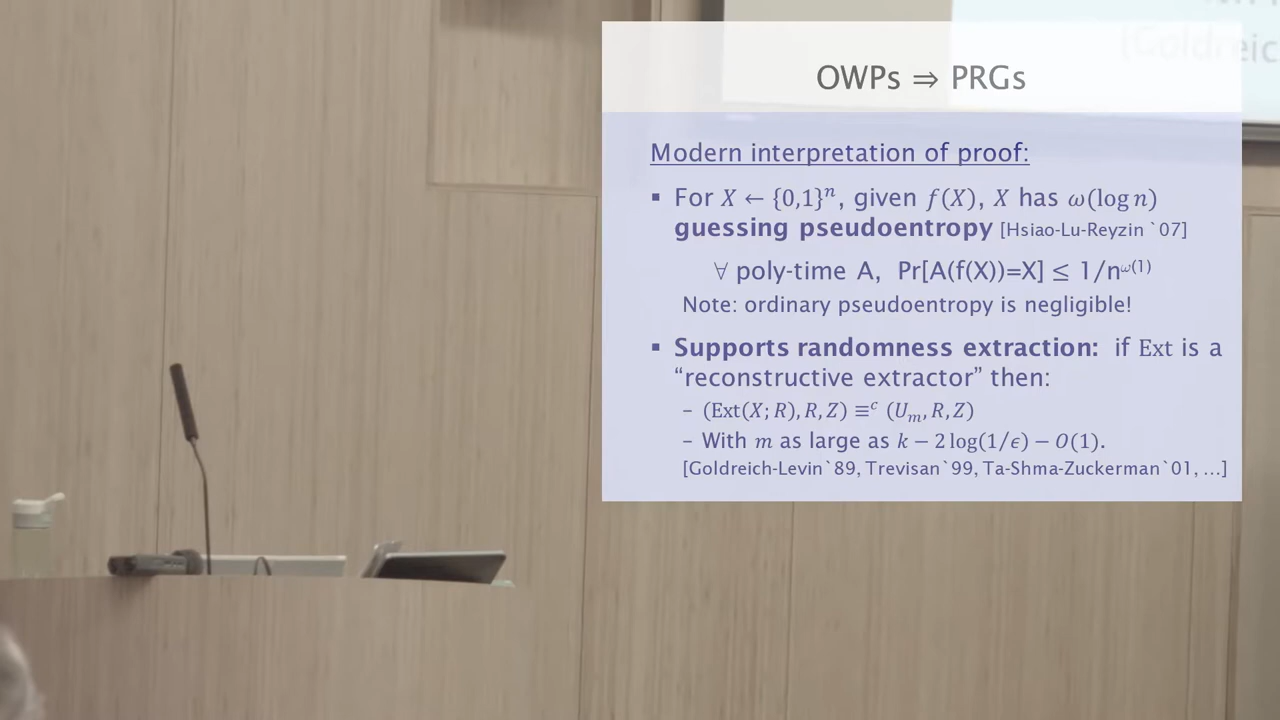 [Goldreic
OWPs ⇒ PRGs
Modern interpretation of proof:
▪ For X ← {0,1}ⁿ, given f(X), X has ω(log n)
guessing pseudoentropy [Hsiao-Lu-Reyzin `07]
∀ poly-time A, Pr[A(f(X))=X] ≤ 1/n^ω(1)
Note: ordinary pseudoentropy is negligible!
▪ Supports randomness extraction: if Ext is a
“reconstructive extractor” then:
– (Ext(X; R), R, Z) ≡ᶜ (Uₘ, R, Z)
– With m as large as k − 2 log(1/ϵ) − O(1).
[Goldreich-Levin`89, Trevisan`99, Ta-Shma-Zuckerman`01, …]